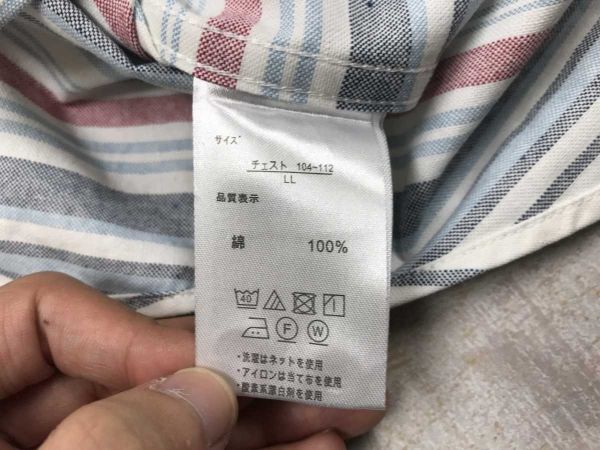 サイズ
チェスト 104~112
LL
品質表示
綿 100%
40
F W
・洗濯はネットを使用
・アイロンは当て布を使用
・酸素系漂白剤を使用